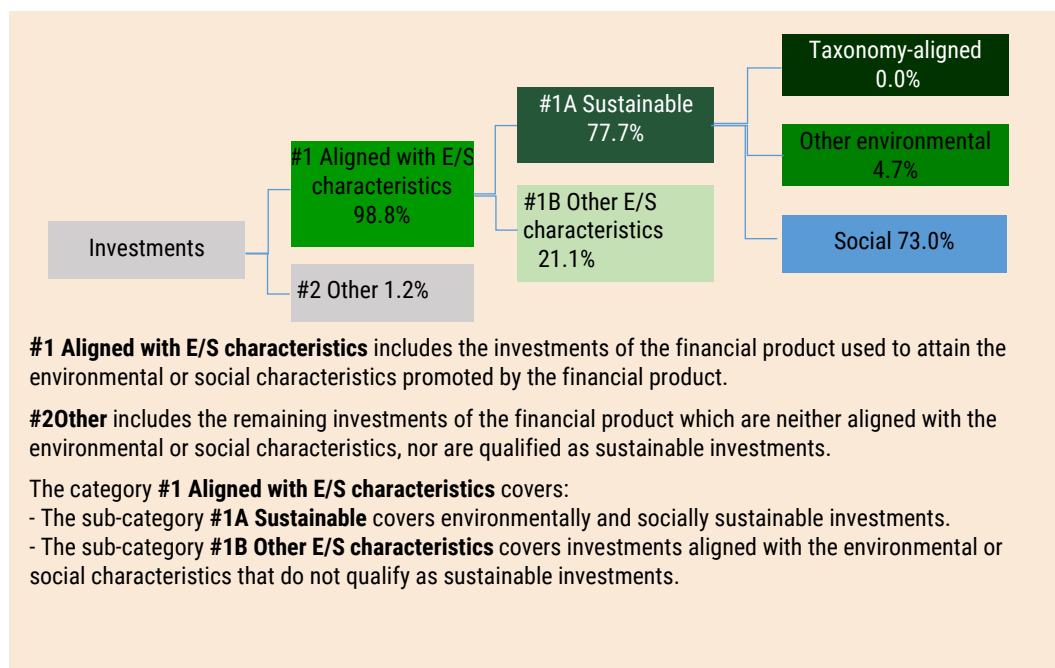 Taxonomy-aligned
0.0%
#1A Sustainable
77.7%
Other environmental
4.7%
#1 Aligned with E/S
characteristics
98.8%
#1B Other E/S
characteristics
21.1%
Social 73.0%
Investments
#2 Other 1.2%
#1 Aligned with E/S characteristics includes the investments of the financial product used to attain the
environmental or social characteristics promoted by the financial product.
#2Other includes the remaining investments of the financial product which are neither aligned with the
environmental or social characteristics, nor are qualified as sustainable investments.
The category #1 Aligned with E/S characteristics covers:
- The sub-category #1A Sustainable covers environmentally and socially sustainable investments.
- The sub-category #1B Other E/S characteristics covers investments aligned with the environmental or
social characteristics that do not qualify as sustainable investments.